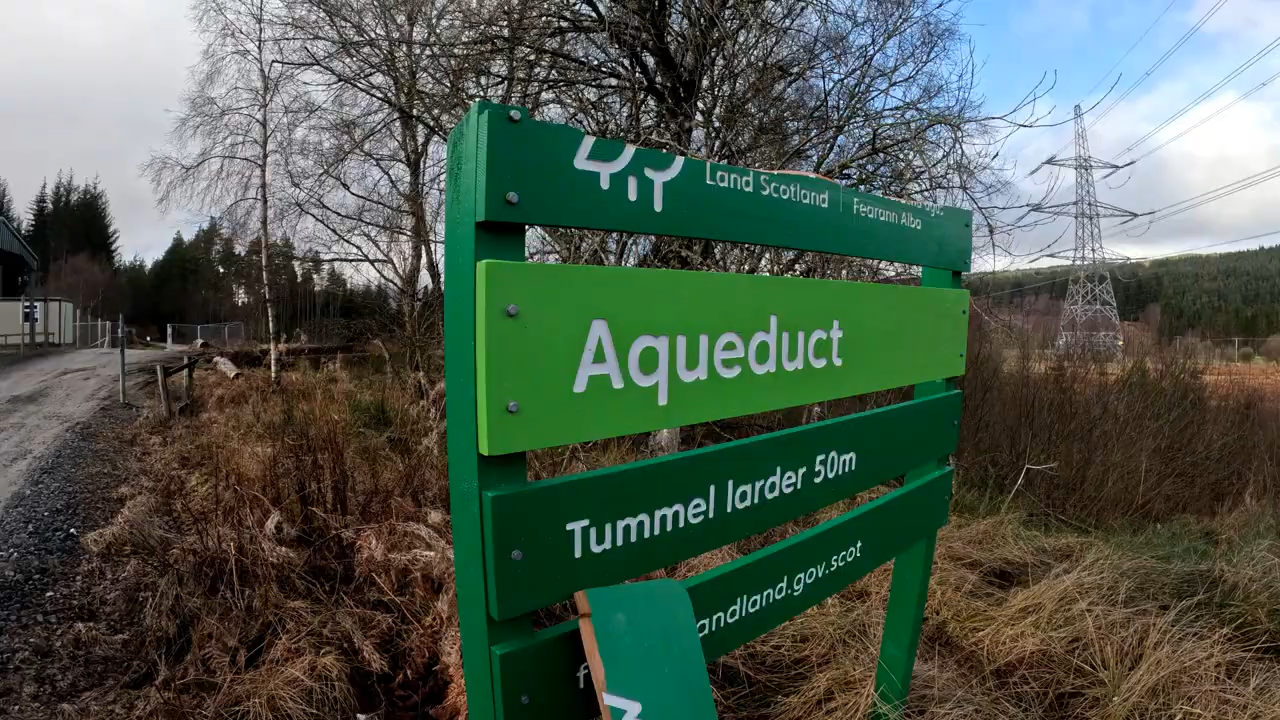 Land Scotland
Fearann Alba
Aqueduct
Tummel larder 50m
f andland.gov.scot